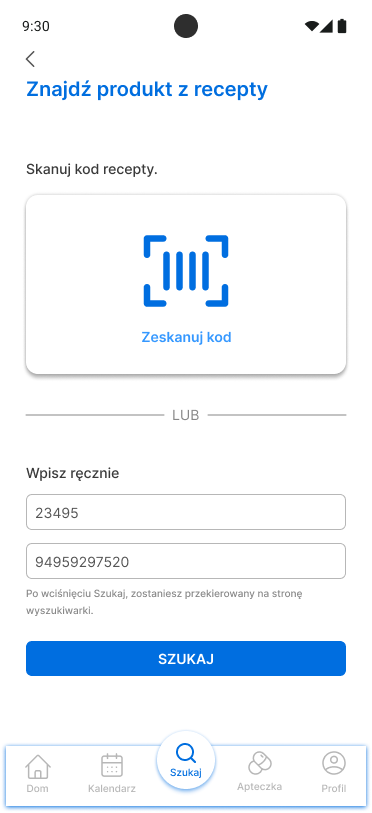 9:30
Znajdź produkt z recepty
Skanuj kod recepty.
Zeskanuj kod
LUB
Wpisz ręcznie
23495
94959297520
Po wciśnięciu Szukaj, zostaniesz przekierowany na stronę
wyszukiwarki.
SZUKAJ
Dom
Kalendarz
Szukaj
Apteczka
Profil